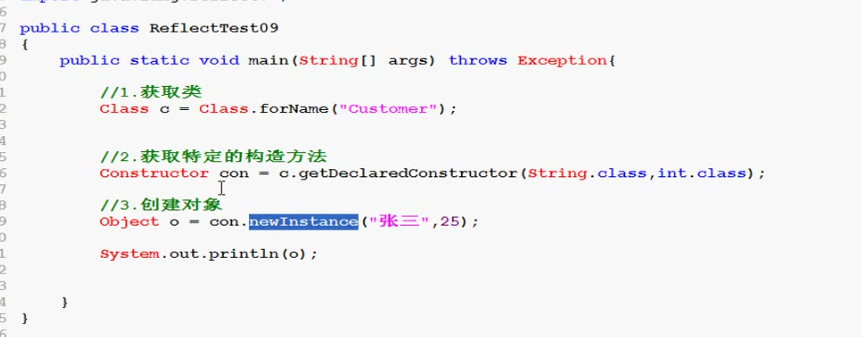 6
7 public class ReflectTest09
8 {
9 public static void main(String[] args) throws Exception{
0
1 //1.获取类
2 Class c = Class.forName("Customer");
3
4
5 //2.获取特定的构造方法
6 Constructor con = c.getDeclaredConstructor(String.class,int.class);
7
8 //3.创建对象
9 Object o = con.newInstance("张三",25);
0
1 System.out.println(o);
2
3
4 }
5 }
6